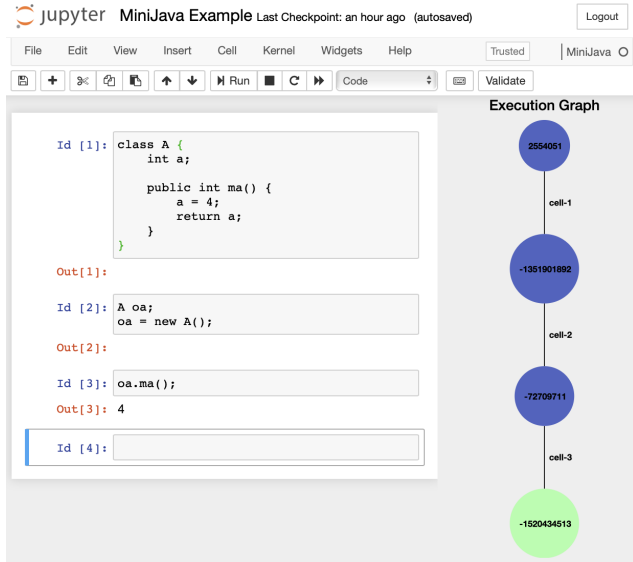 jupyter MiniJava Example Last Checkpoint: an hour ago (autosaved)
Logout
File Edit View Insert Cell Kernel Widgets Help
Trusted
MiniJava
Run
Code
Validate
Id [1]: class A {
    int a;
    public int ma() {
        a = 4;
        return a;
    }
}
Out[1]:
Id [2]: A oa;
oa = new A();
Out[2]:
Id [3]: oa.ma();
Out[3]: 4
Id [4]:
Execution Graph
2554051
cell-1
-1351901892
cell-2
-72709711
cell-3
-1520434513